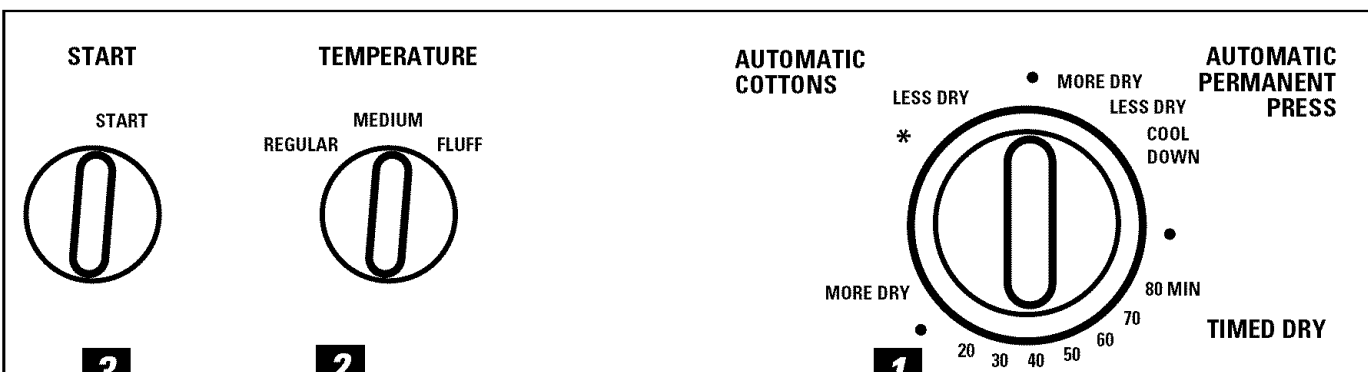 START
START
TEMPERATURE
MEDIUM
REGULAR
FLUFF
AUTOMATIC
COTTONS
LESS DRY
*
MORE DRY
MORE DRY
LESS DRY
COOL
DOWN
AUTOMATIC
PERMANENT
PRESS
80 MIN
70
60
50
40
30
20
TIMED DRY
3
2
1